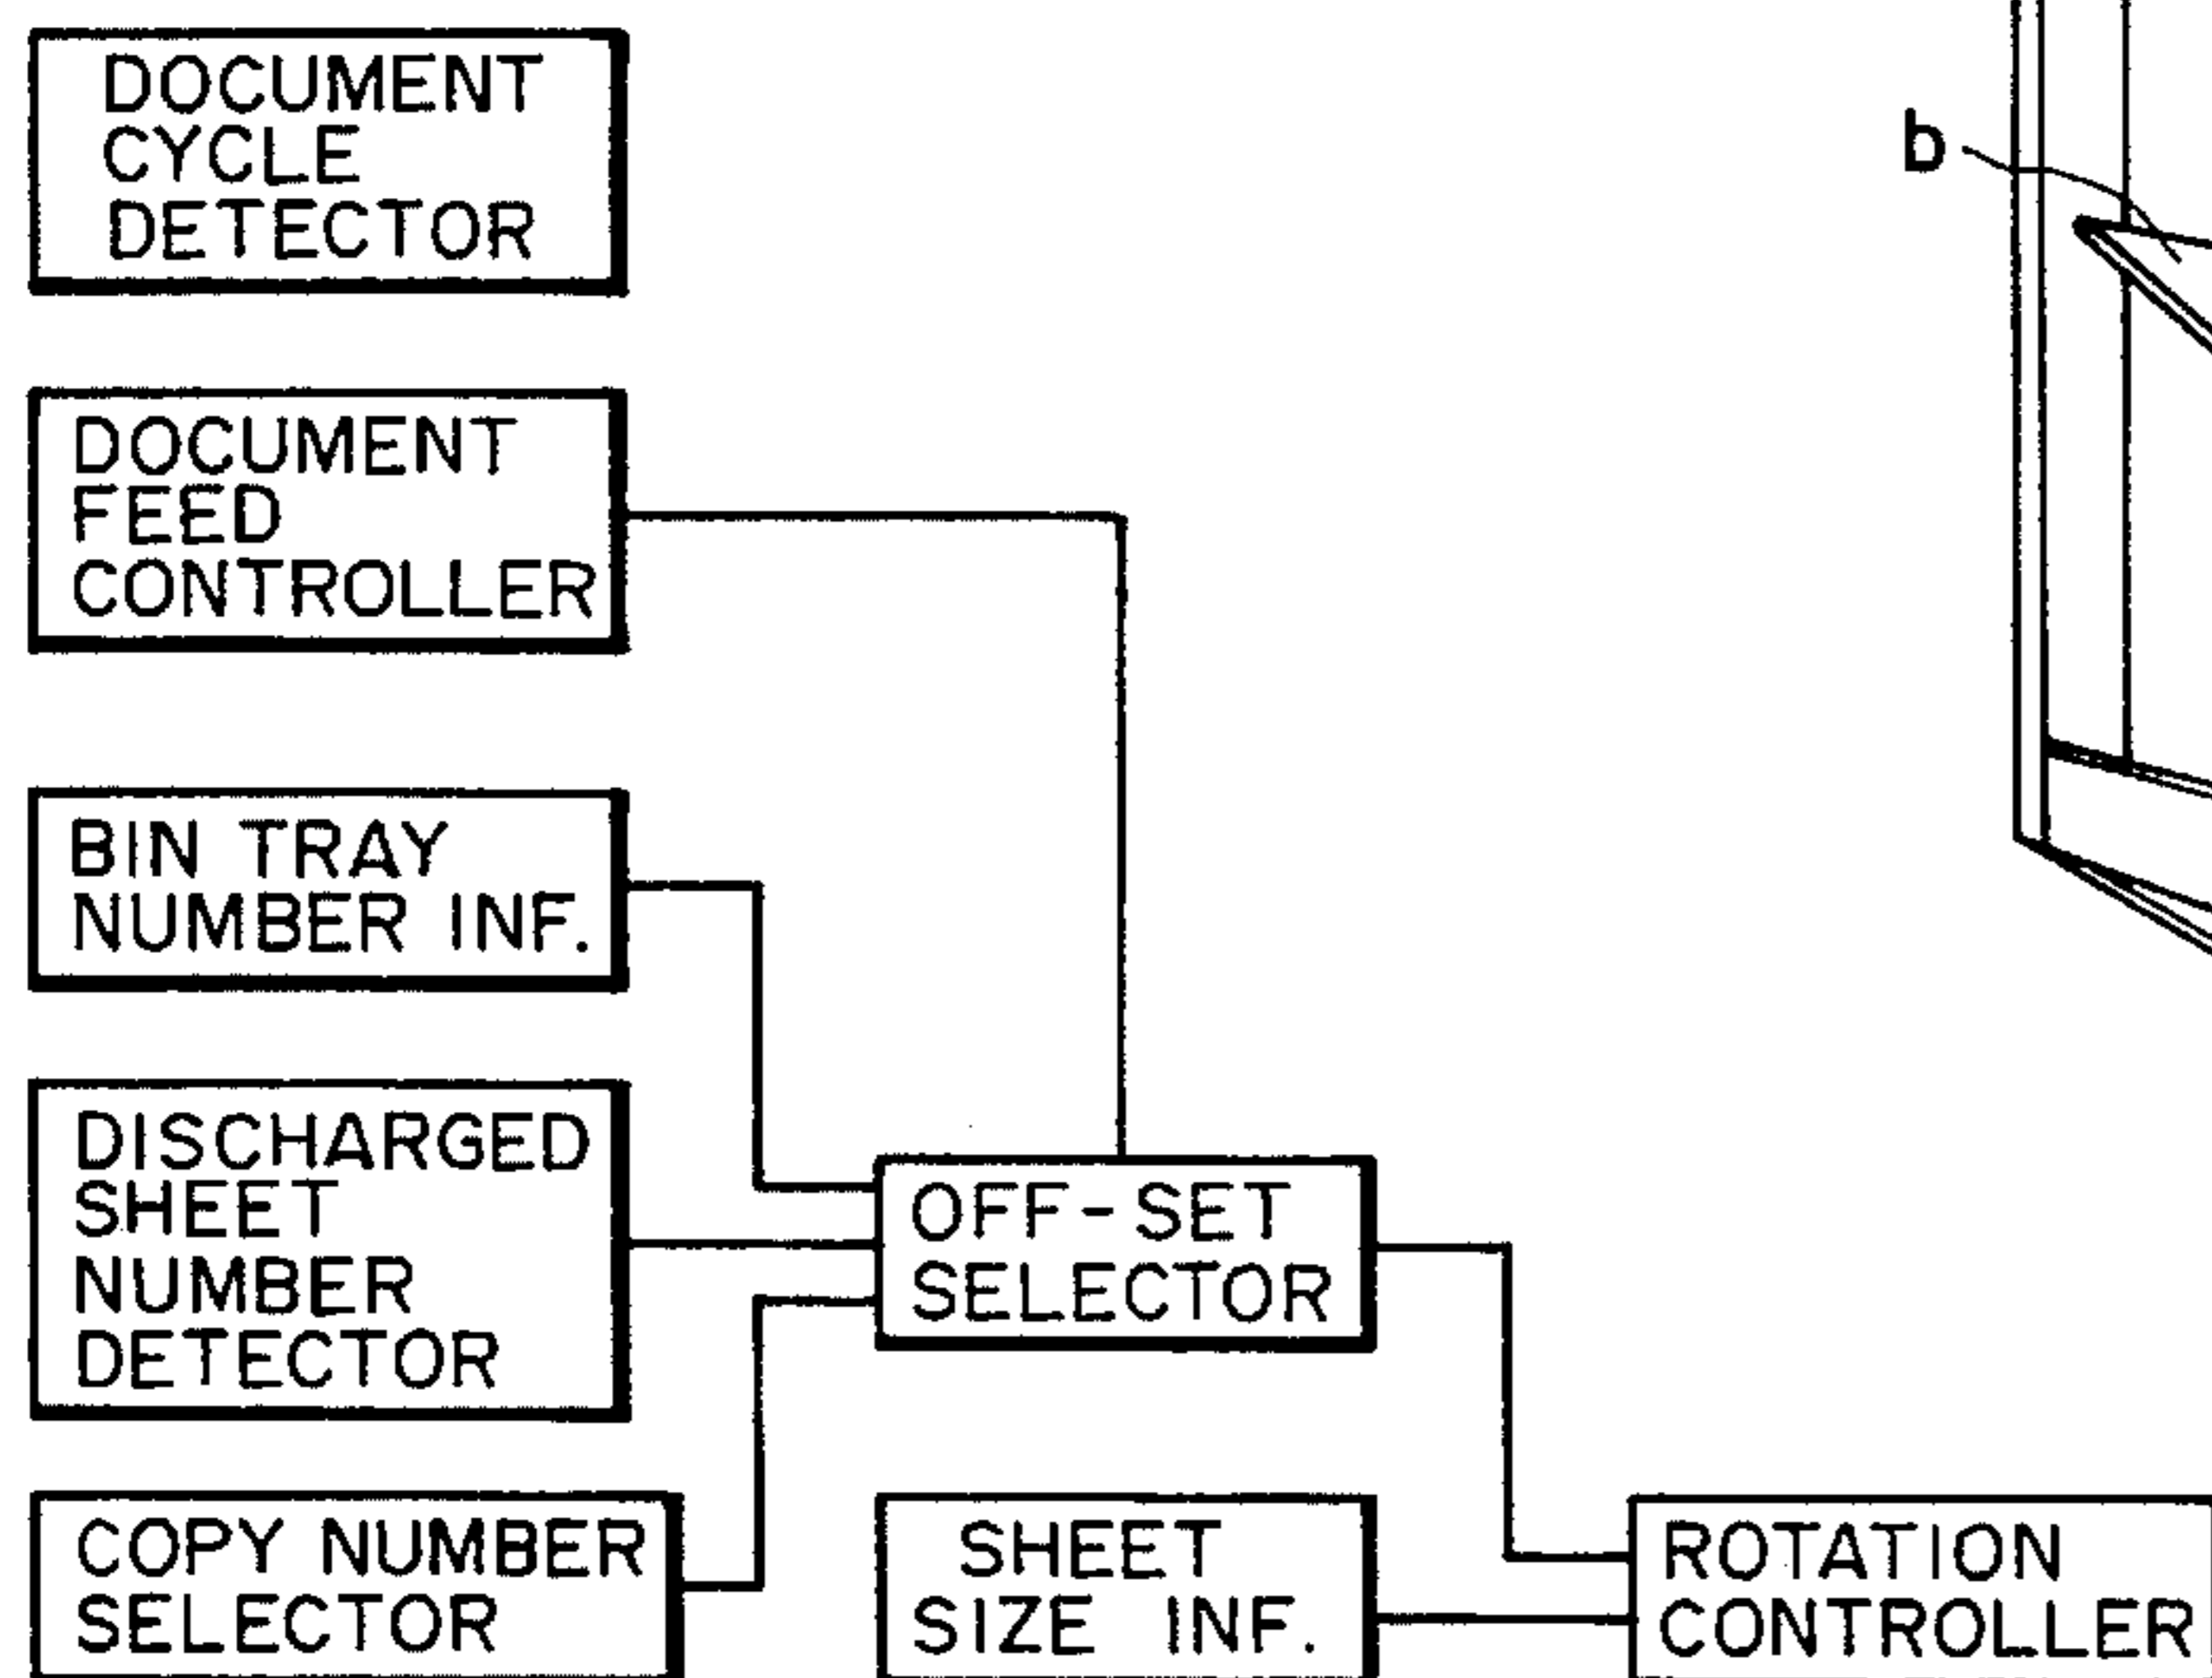 DOCUMENT
CYCLE
DETECTOR
b
DOCUMENT
FEED
CONTROLLER
BIN TRAY
NUMBER INF.
DISCHARGED
SHEET
NUMBER
DETECTOR
OFF-SET
SELECTOR
COPY NUMBER
SELECTOR
SHEET
SIZE INF.
ROTATION
CONTROLLER